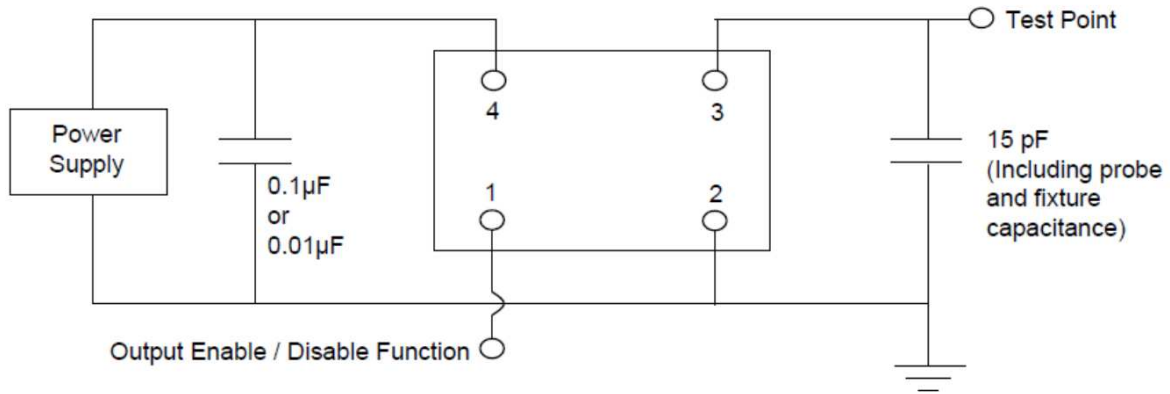 Test Point
4
3
Power
Supply
15 pF
(Including probe
and fixture
capacitance)
0.1µF
or
0.01µF
1
2
Output Enable / Disable Function